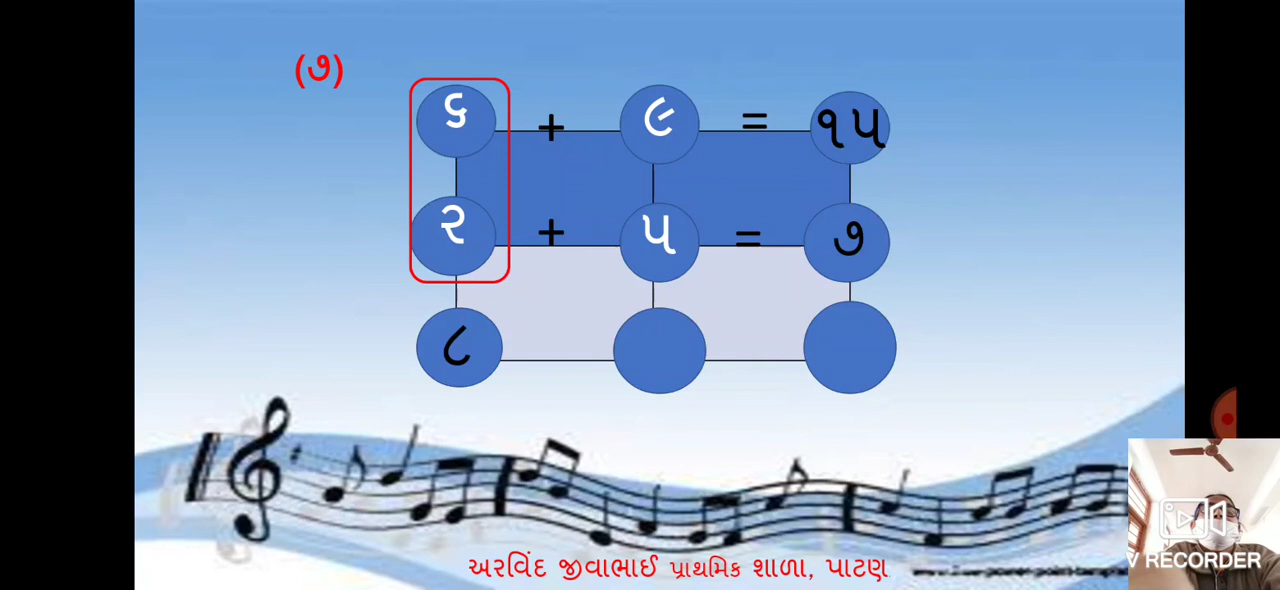 (૭)
૬ + ૯ = ૧૫
૨ + ૫ = ૭
૮
અરવિંદ જીવાભાઈ પ્રાથમિક શાળા, પાટણ
V RECORDER